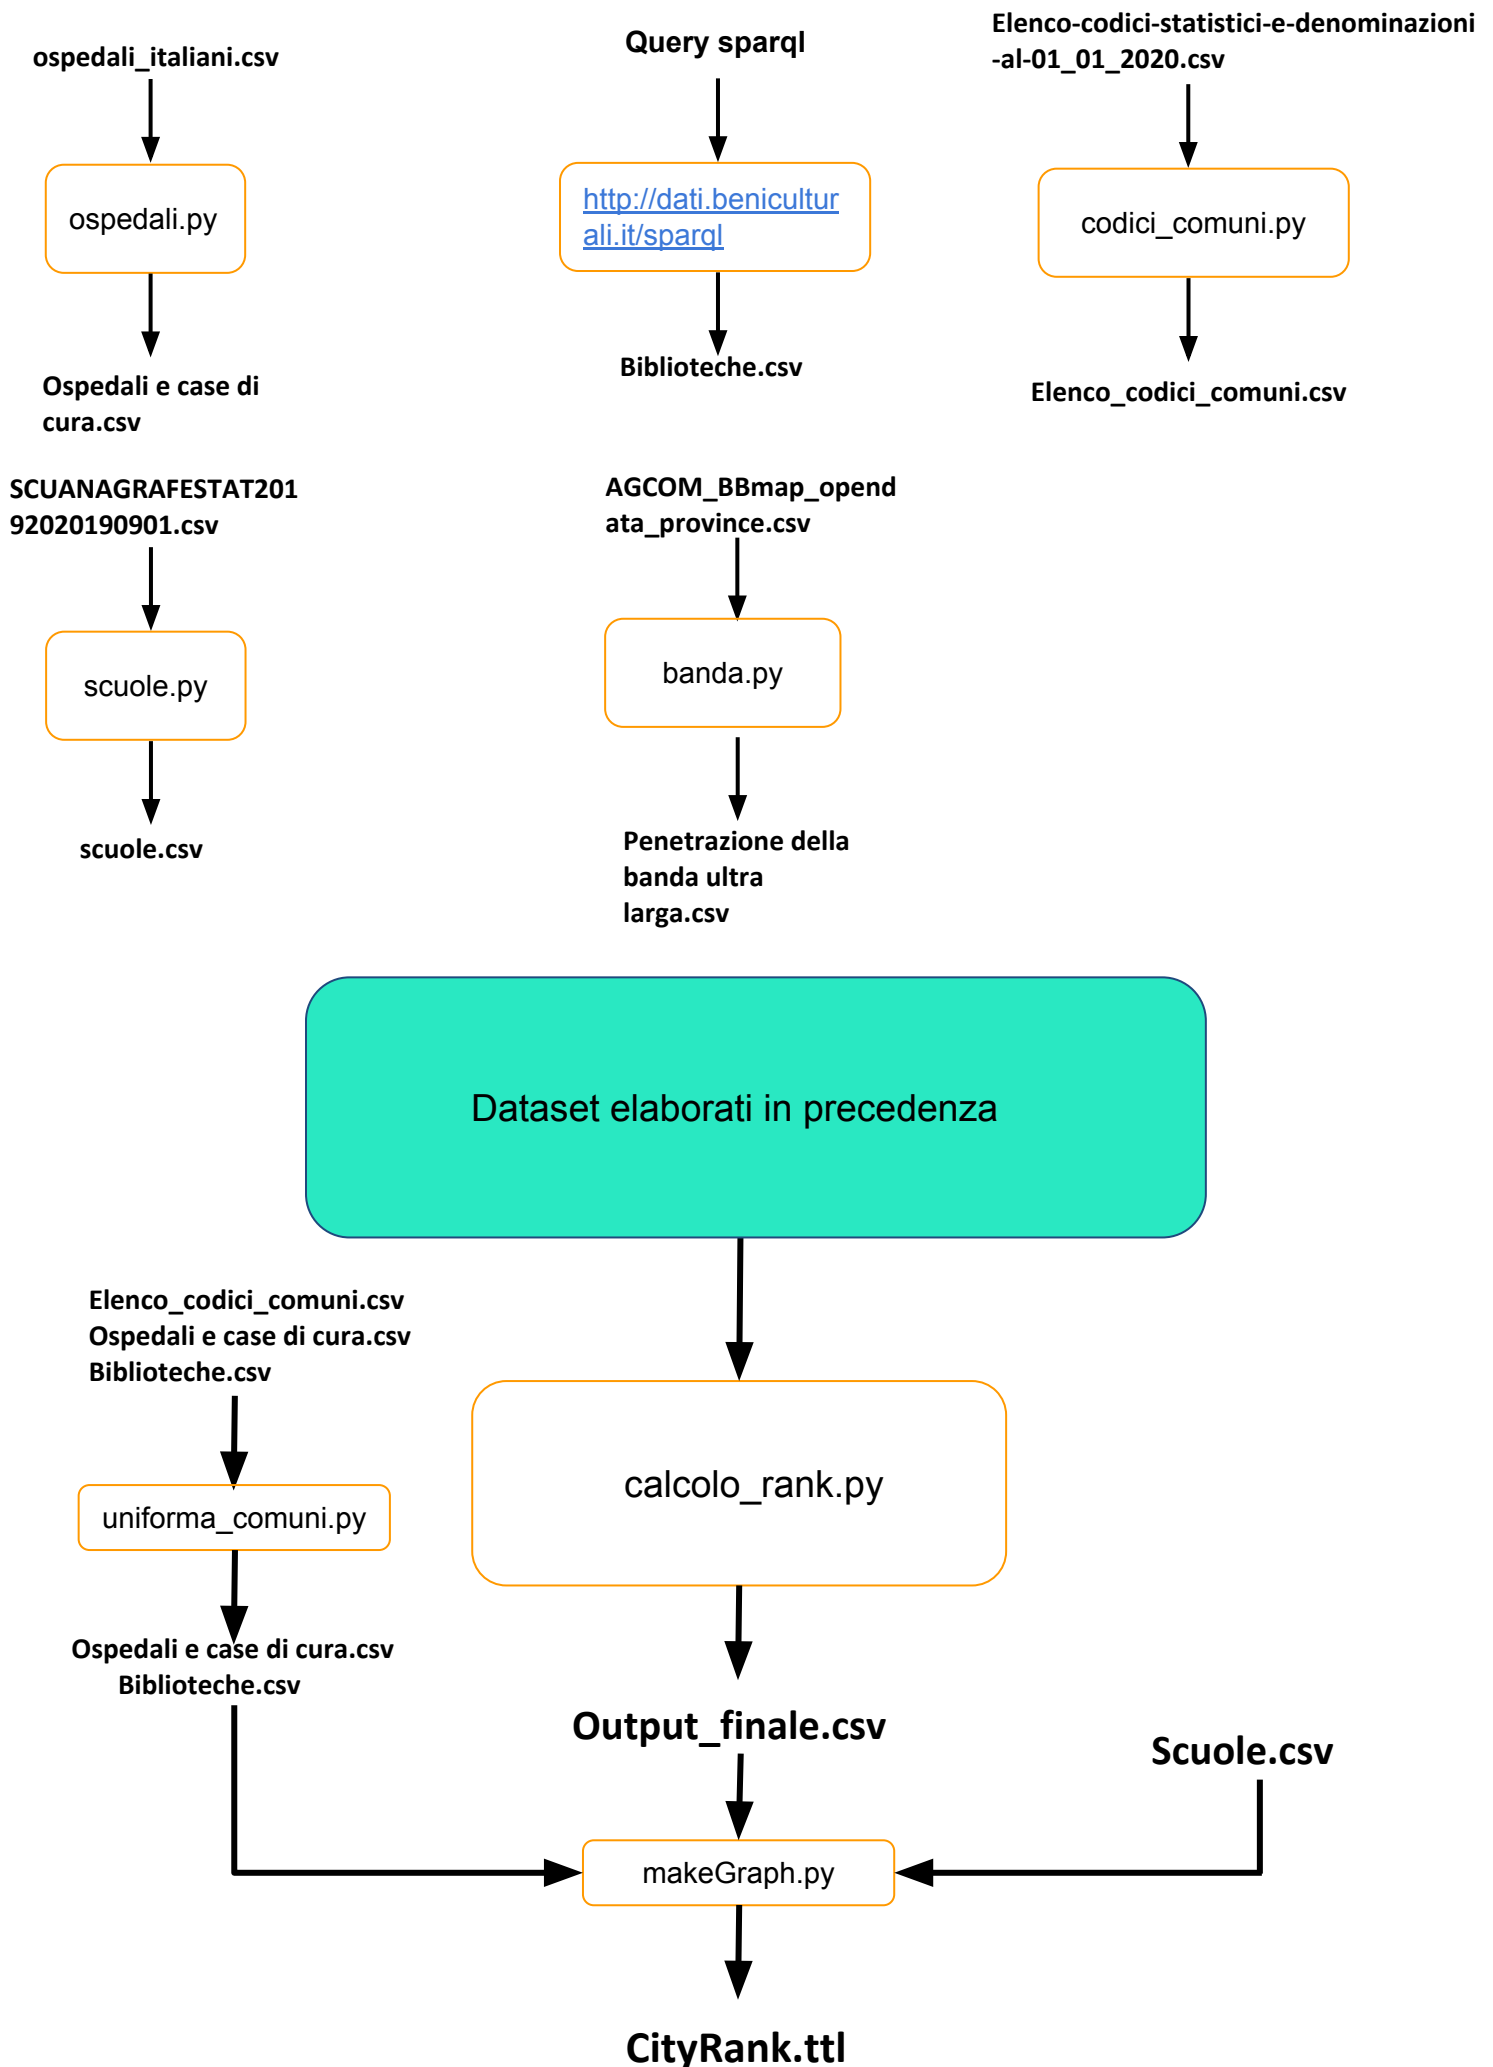 ospedali_italiani.csv
Query sparql
Elenco-codici-statistici-e-denominazioni
-al-01_01_2020.csv
ospedali.py
http://dati.benicultur
ali.it/sparql
codici_comuni.py
Ospedali e case di
cura.csv
Biblioteche.csv
Elenco_codici_comuni.csv
SCUANAGRAFESTAT201
92020190901.csv
AGCOM_BBmap_opend
ata_province.csv
scuole.py
banda.py
scuole.csv
Penetrazione della
banda ultra
larga.csv
Dataset elaborati in precedenza
Elenco_codici_comuni.csv
Ospedali e case di cura.csv
Biblioteche.csv
calcolo_rank.py
uniforma_comuni.py
Ospedali e case di cura.csv
Biblioteche.csv
Output_finale.csv
Scuole.csv
makeGraph.py
CityRank.ttl